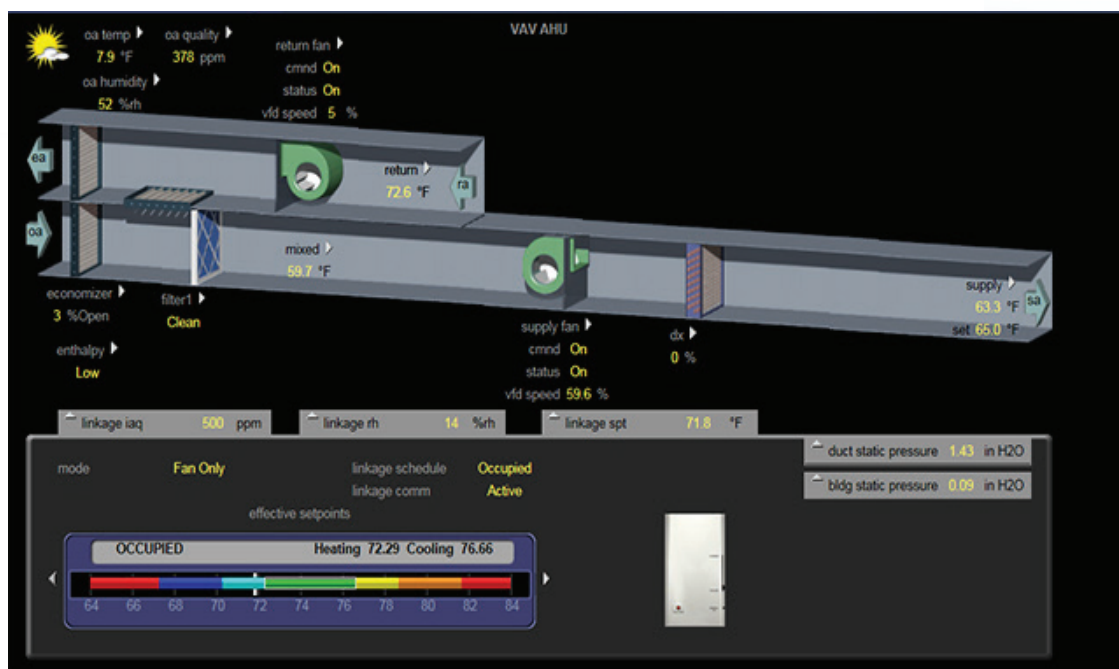 VAV AHU
oa temp oa quality
7.9 °F 378 ppm
oa humidity
52 %rh
return fan
cmnd On
status On
vfd speed 5 %
ea
return
72.6 °F
ra
oa
mixed
59.7 °F
supply
63.3 °F
sa
set 65.0 °F
economizer
3 %Open
filter1
Clean
enthalpy
Low
supply fan
cmnd On
status On
vfd speed 59.6 %
dx
0 %
linkage iaq 500 ppm
linkage rh 14 %rh
linkage spt 71.8 °F
duct static pressure 1.43 in H2O
bldg static pressure 0.09 in H2O
mode Fan Only
linkage schedule Occupied
linkage comm Active
effective setpoints
OCCUPIED Heating 72.29 Cooling 76.66
64 66 68 70 72 74 76 78 80 82 84